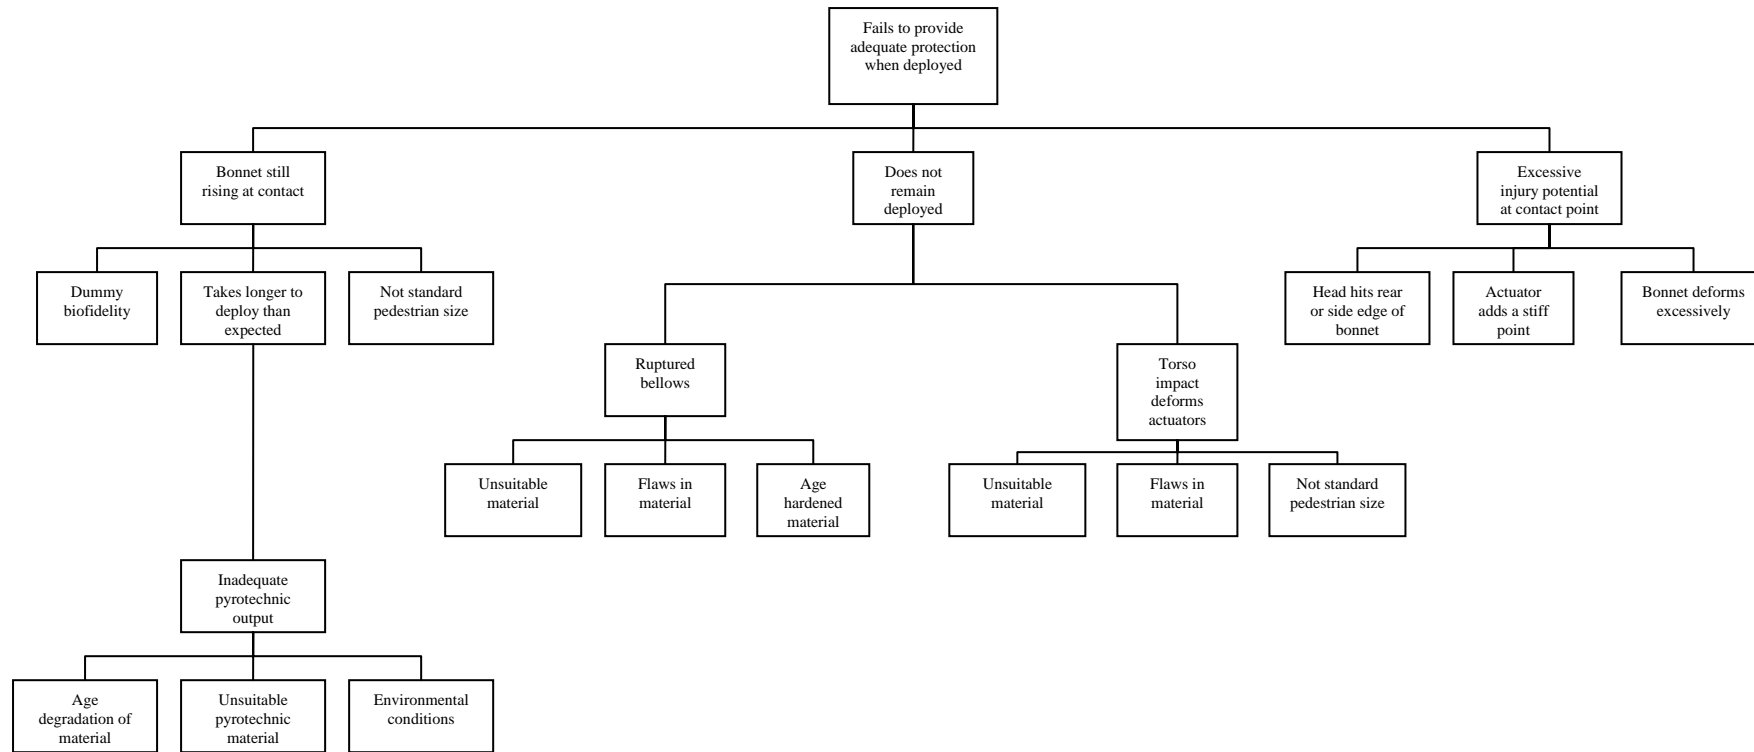 Fails to provide
adequate protection
when deployed
Bonnet still
rising at contact
Does not
remain
deployed
Excessive
injury potential
at contact point
Dummy
biofidelity
Takes longer to
deploy than
expected
Not standard
pedestrian size
Head hits rear
or side edge of
bonnet
Actuator
adds a stiff
point
Bonnet deforms
excessively
Ruptured
bellows
Torso
impact
deforms
actuators
Unsuitable
material
Flaws in
material
Age
hardened
material
Unsuitable
material
Flaws in
material
Not standard
pedestrian size
Inadequate
pyrotechnic
output
Age
degradation of
material
Unsuitable
pyrotechnic
material
Environmental
conditions